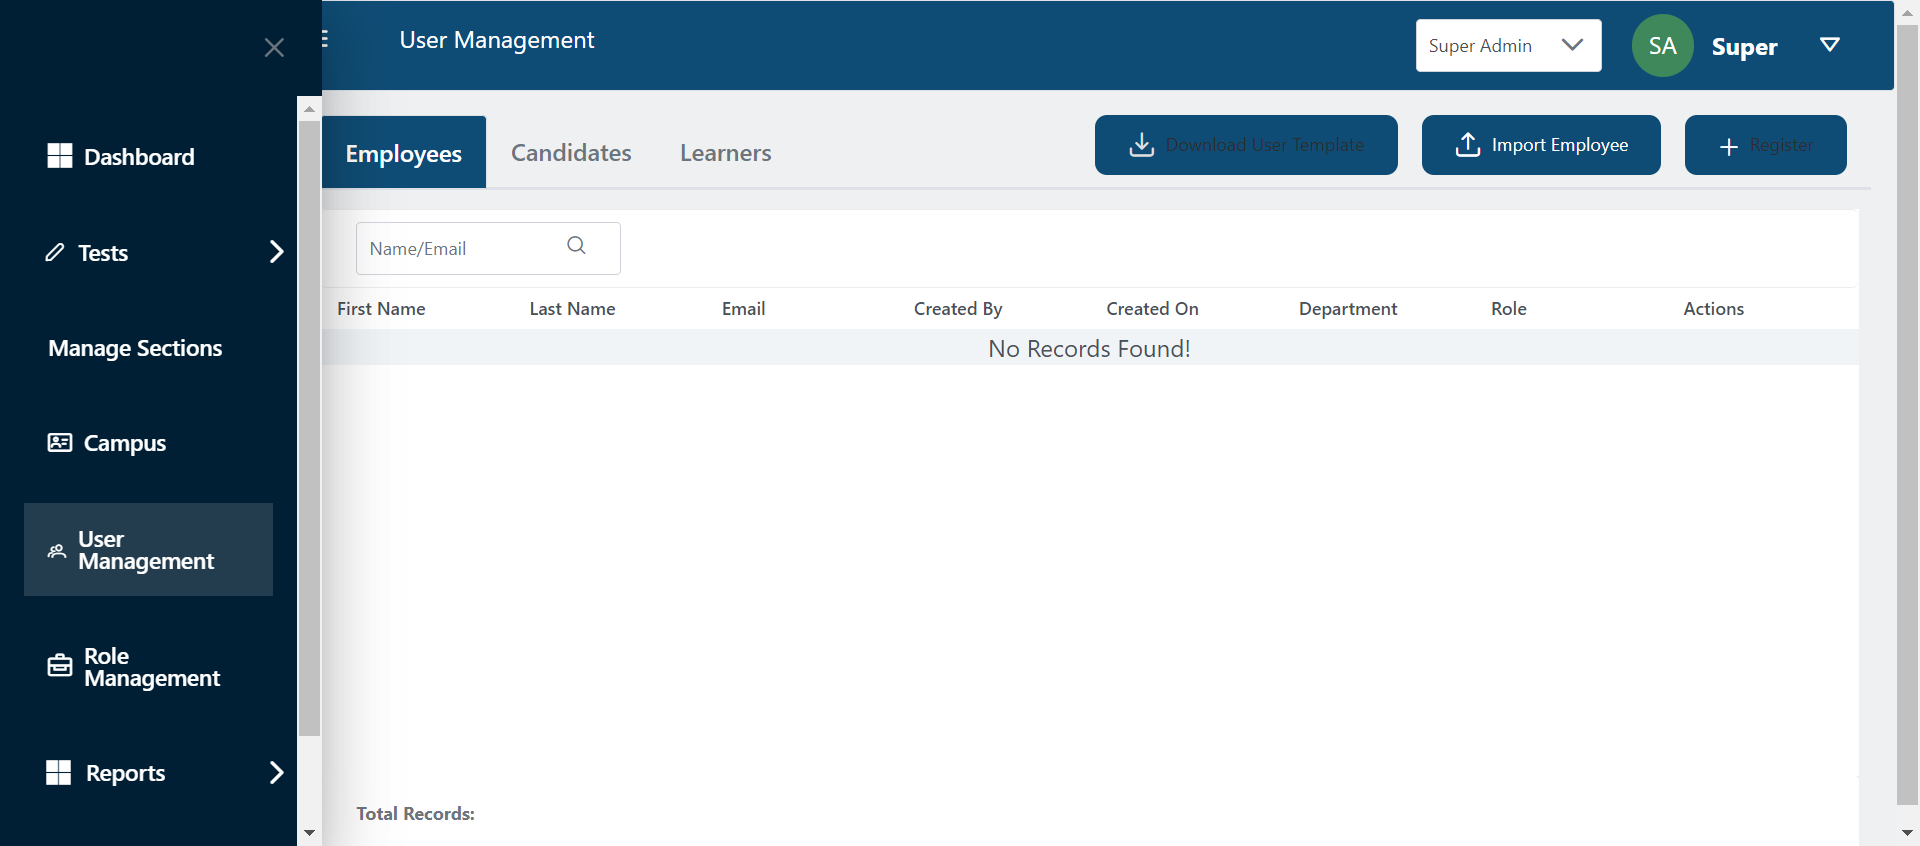 User Management
Super Admin
SA
Super
Dashboard
Tests
Manage Sections
Campus
User
Management
Role
Management
Reports
Employees
Candidates
Learners
Download User Template
Import Employee
Register
Name/Email
First Name
Last Name
Email
Created By
Created On
Department
Role
Actions
No Records Found!
Total Records: